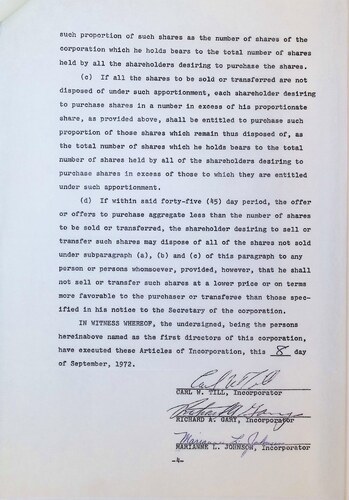 such proportion of such shares as the number of shares of the
corporation which he holds bears to the total number of shares
held by all the shareholders desiring to purchase the shares.
(c) If all the shares to be sold or transferred are not
disposed of under such apportionment, each shareholder desiring
to purchase shares in a number in excess of his proportionate
share, as provided above, shall be entitled to purchase such
proportion of those shares which remain thus disposed of, as
the total number of shares which he holds bears to the total
number of shares held by all of the shareholders desiring to
purchase shares in excess of those to which they are entitled
under such apportionment.
(d) If within said forty-five (45) day period, the offer
or offers to purchase aggregate less than the number of shares
to be sold or transferred, the shareholder desiring to sell or
transfer such shares may dispose of all of the shares not sold
under subparagraph (a), (b) and (c) of this paragraph to any
person or persons whomsoever, provided, however, that he shall
not sell or transfer such shares at a lower price or on terms
more favorable to the purchaser or transferee than those spec-
ified in his notice to the Secretary of the corporation.
IN WITNESS WHEREOF, the undersigned, being the persons
hereinabove named as the first directors of this corporation,
have executed these Articles of Incorporation, this 8 day
of September, 1972.
Carl W. Till
CARL W. TILL, Incorporator
RICHARD A. GARY, Incorporator
Marianne L. Johnson
MARIANNE L. JOHNSON, Incorporator
-4-